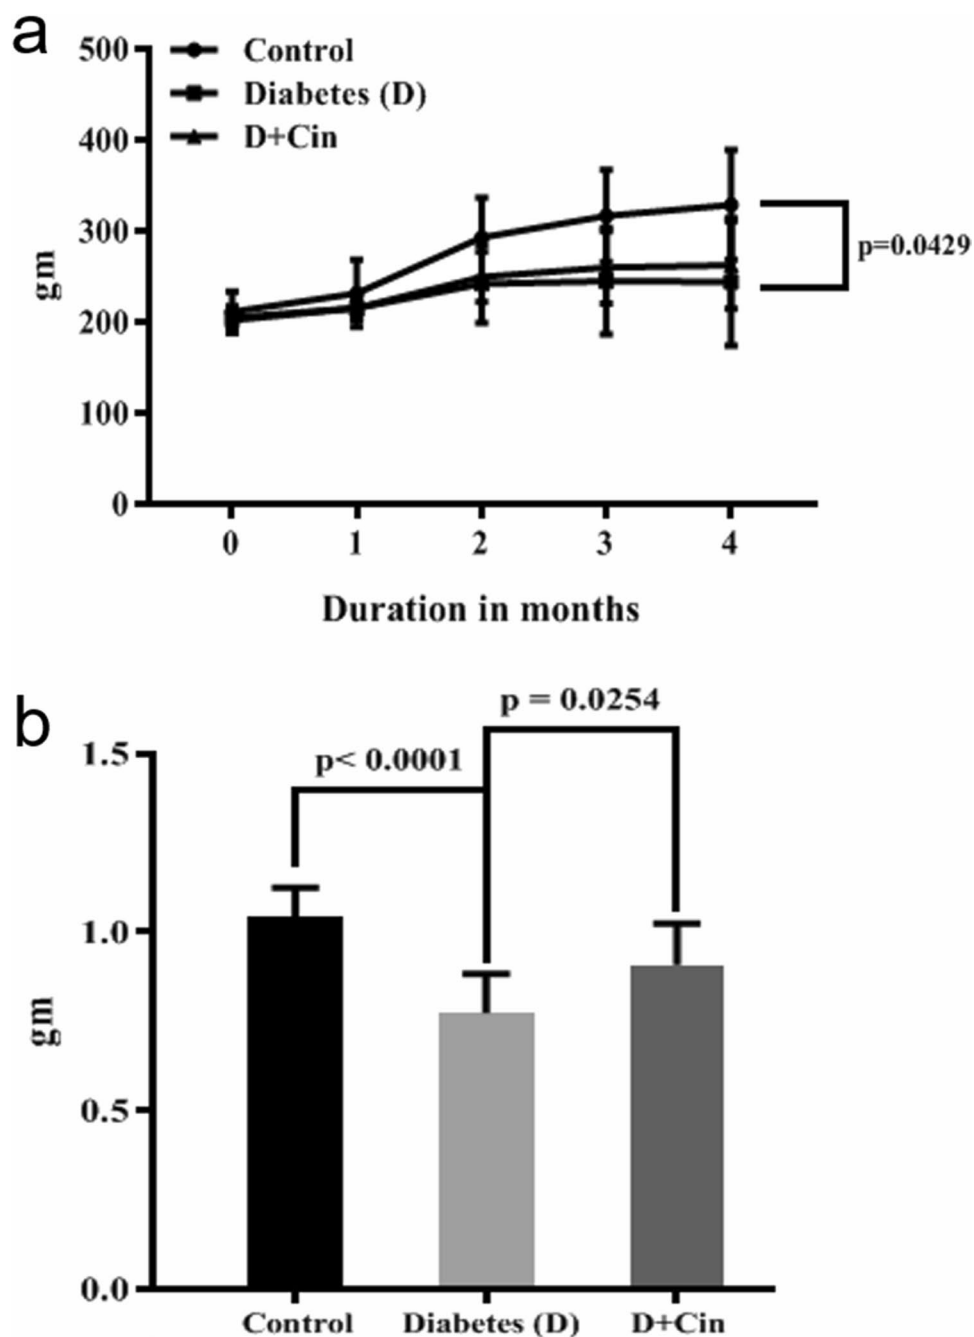 a
500
Control
Diabetes (D)
400
D+Cin
300
p=0.0429
gm
200
100
0
0 1 2 3 4
Duration in months
b
p = 0.0254
1.5
p< 0.0001
1.0
gm
0.5
0.0
Control Diabetes (D) D+Cin